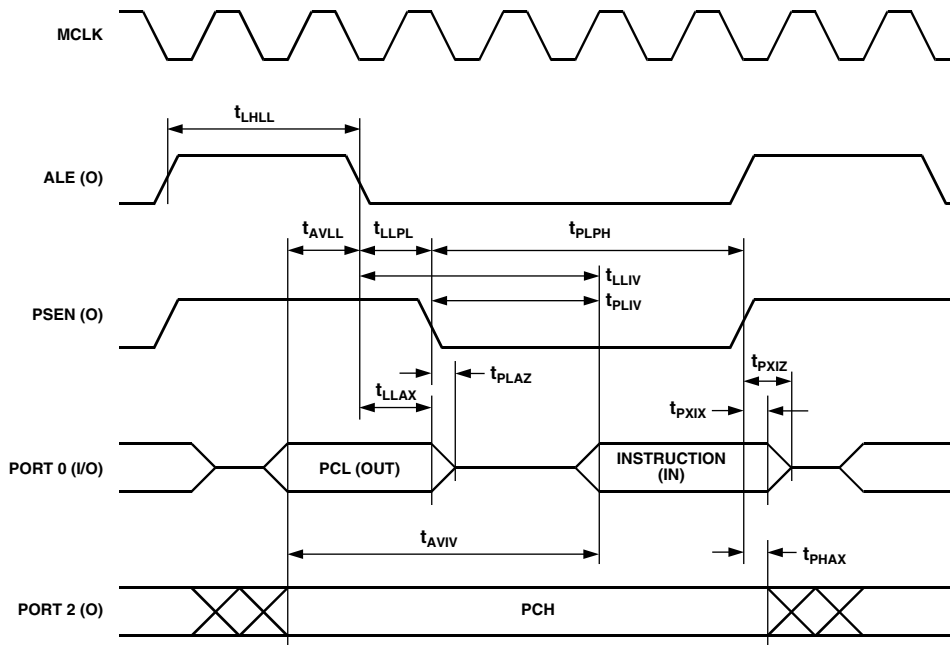 MCLK
tLHLL
ALE (O)
tAVLL
tLLPL
tPLPH
tLLIV
tPLIV
PSEN (O)
tPLAZ
tPXIZ
tLLAX
tPXIX
PORT 0 (I/O)
PCL (OUT)
INSTRUCTION
(IN)
tAVIV
tPHAX
PORT 2 (O)
PCH